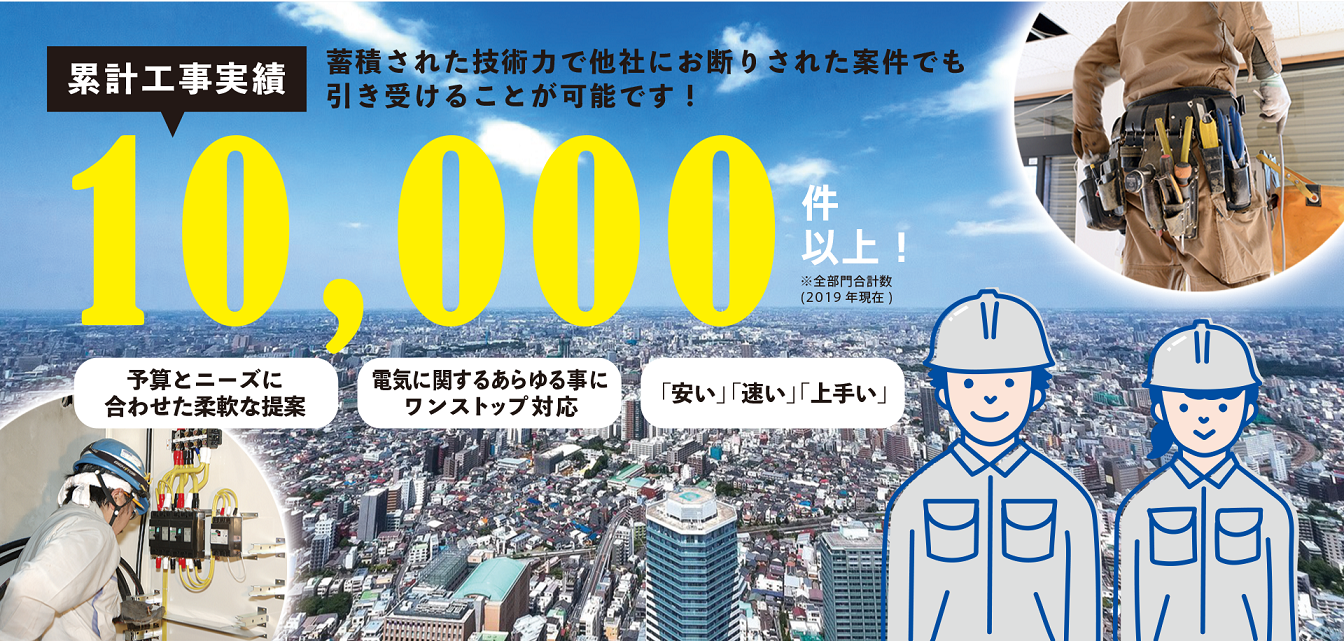 累計工事実績
蓄積された技術力で他社にお断りされた案件でも
引き受けることが可能です！
10,000
件
以上！
※全部門合計数
(2019年現在)
予算とニーズに
合わせた柔軟な提案
電気に関するあらゆる事に
ワンストップ対応
「安い」「速い」「上手い」